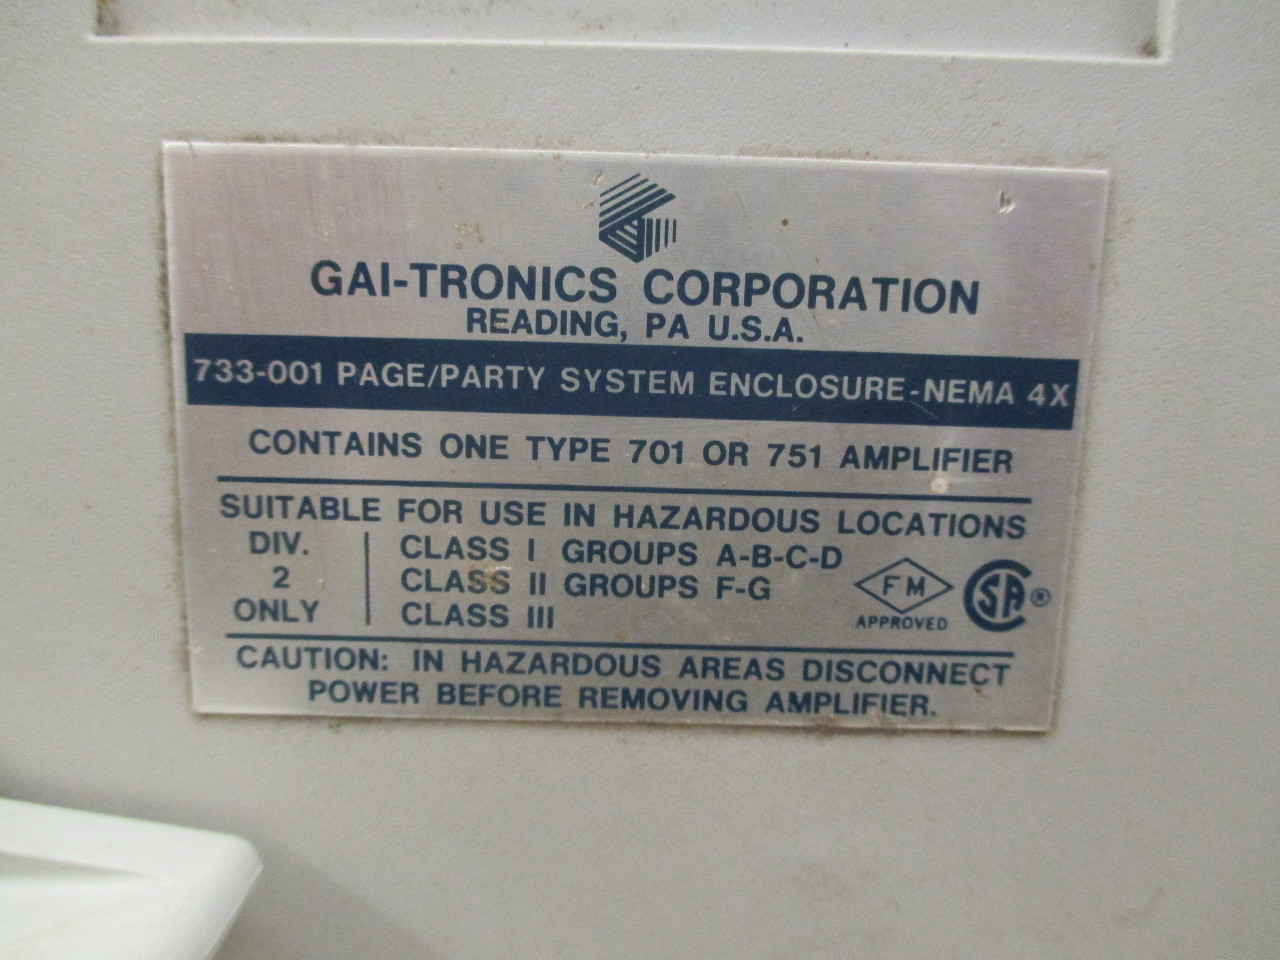 GAI-TRONICS CORPORATION
READING, PA U.S.A.
733-001 PAGE/PARTY SYSTEM ENCLOSURE-NEMA 4X
CONTAINS ONE TYPE 701 OR 751 AMPLIFIER
SUITABLE FOR USE IN HAZARDOUS LOCATIONS
DIV.
2
ONLY
CLASS I GROUPS A-B-C-D
CLASS II GROUPS F-G
CLASS III
FM
APPROVED
CSA®
CAUTION: IN HAZARDOUS AREAS DISCONNECT
POWER BEFORE REMOVING AMPLIFIER.